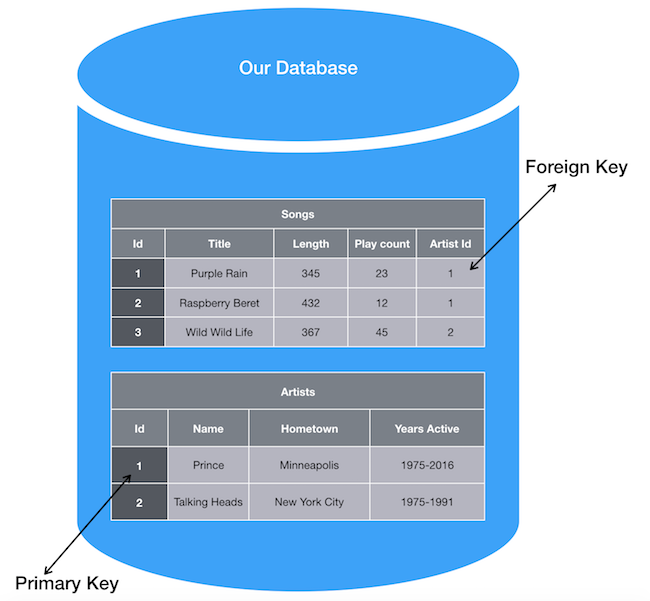 Our Database
Foreign Key
Songs
Id Title Length Play count Artist Id
1 Purple Rain 345 23 1
2 Raspberry Beret 432 12 1
3 Wild Wild Life 367 45 2
Artists
Id Name Hometown Years Active
1 Prince Minneapolis 1975-2016
2 Talking Heads New York City 1975-1991
Primary Key